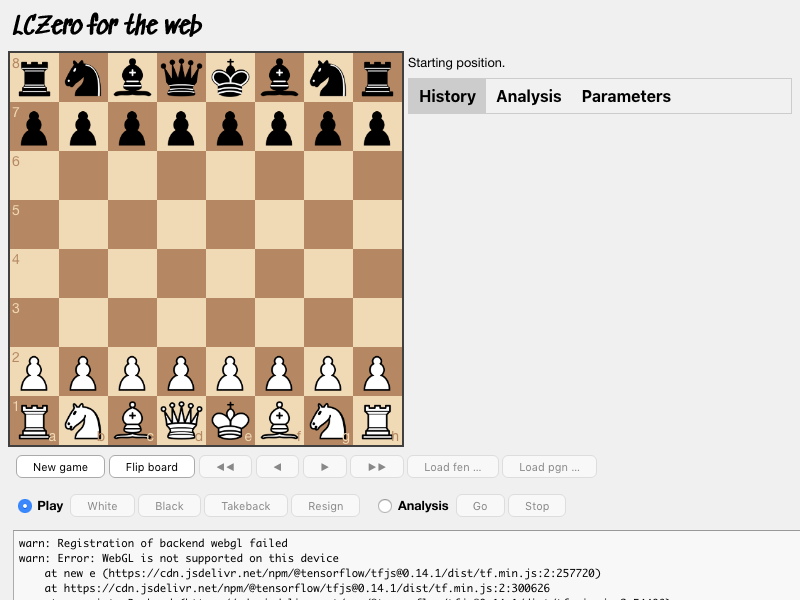 LCZero for the web
Starting position.
History Analysis Parameters
8
7
6
5
4
3
2
1
a b c d e f g h
New game Flip board Load fen ... Load pgn ...
Play White Black Takeback Resign Analysis Go Stop
warn: Registration of backend webgl failed
warn: Error: WebGL is not supported on this device
at new e (https://cdn.jsdelivr.net/npm/@tensorflow/tfjs@0.14.1/dist/tf.min.js:2:257720)
at https://cdn.jsdelivr.net/npm/@tensorflow/tfjs@0.14.1/dist/tf.min.js:2:300626